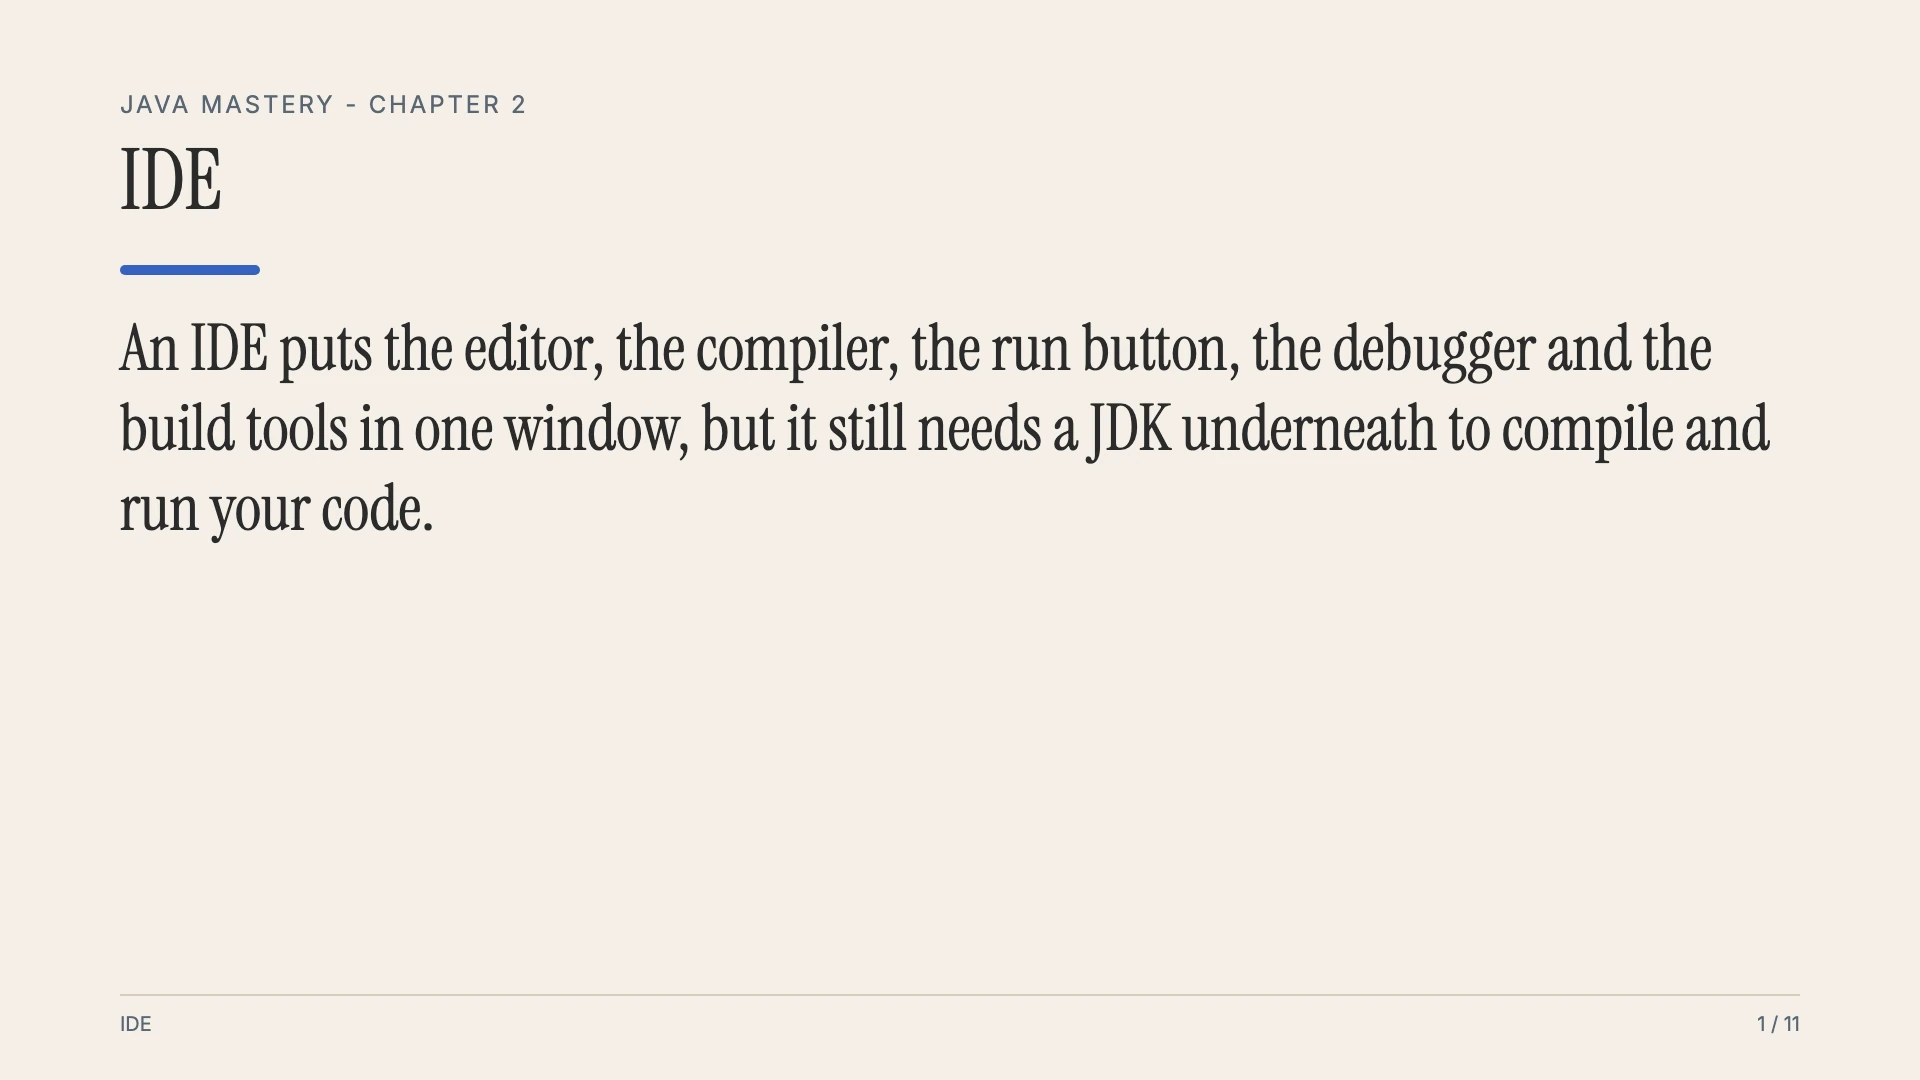 JAVA MASTERY - CHAPTER 2
IDE
An IDE puts the editor, the compiler, the run button, the debugger and the
build tools in one window, but it still needs a JDK underneath to compile and
run your code.
IDE
1 / 11